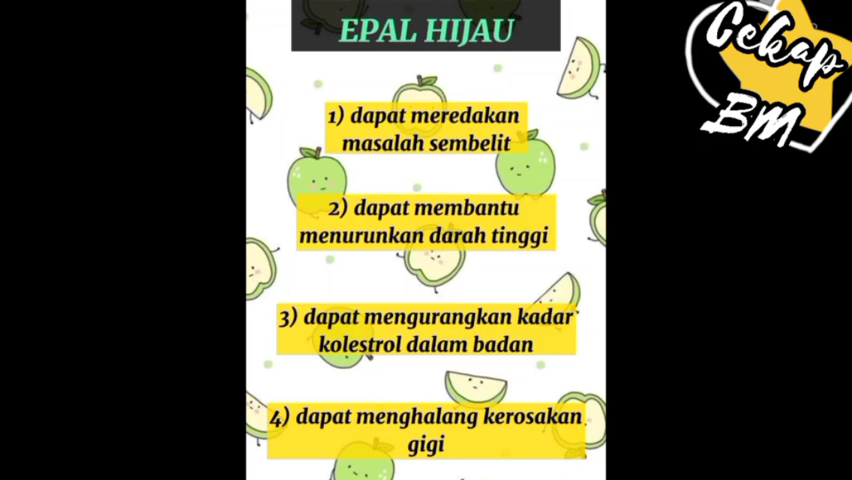 EPAL HIJAU
Cekap
BM
1) dapat meredakan
masalah sembelit
2) dapat membantu
menurunkan darah tinggi
3) dapat mengurangkan kadar
kolestrol dalam badan
4) dapat menghalang kerosakan
gigi